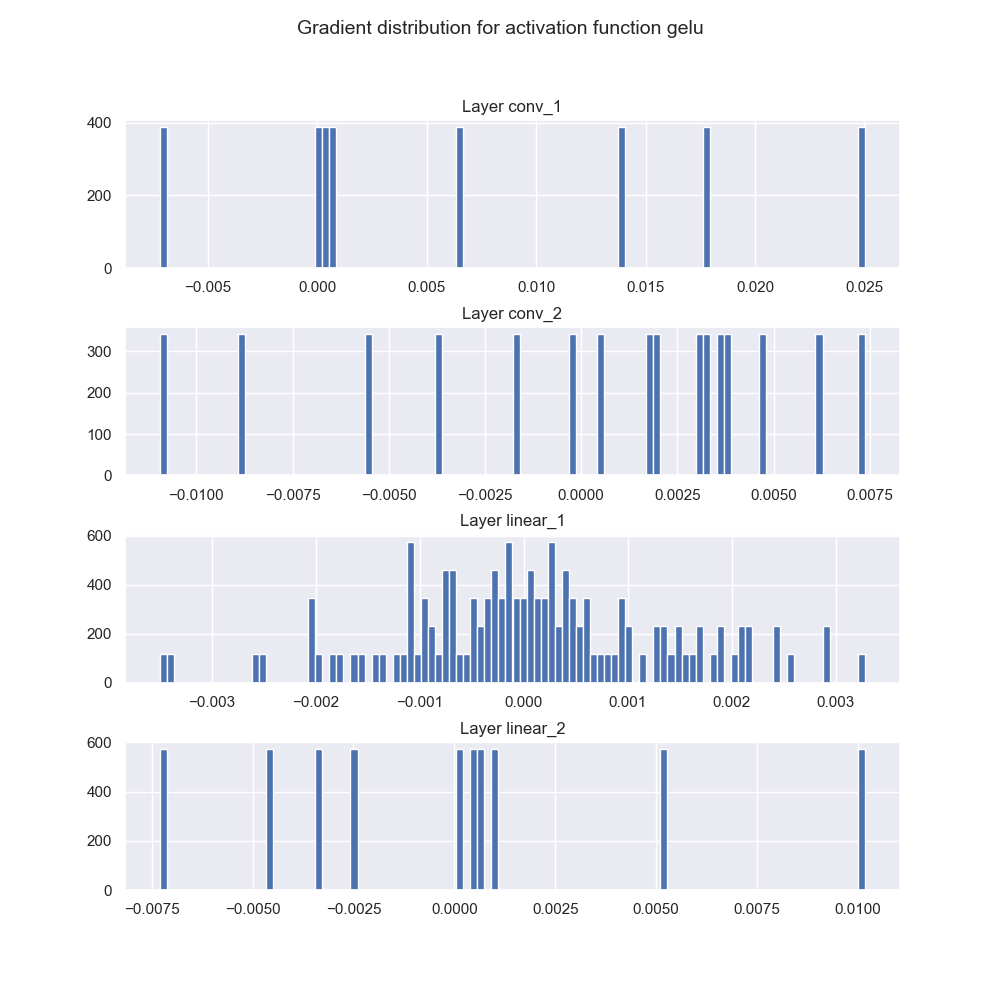 Gradient distribution for activation function gelu
Layer conv_1
400
200
0
−0.005 0.000 0.005 0.010 0.015 0.020 0.025
Layer conv_2
300
200
100
0
−0.0100 −0.0075 −0.0050 −0.0025 0.0000 0.0025 0.0050 0.0075
Layer linear_1
600
400
200
0
−0.003 −0.002 −0.001 0.000 0.001 0.002 0.003
Layer linear_2
600
400
200
0
−0.0075 −0.0050 −0.0025 0.0000 0.0025 0.0050 0.0075 0.0100